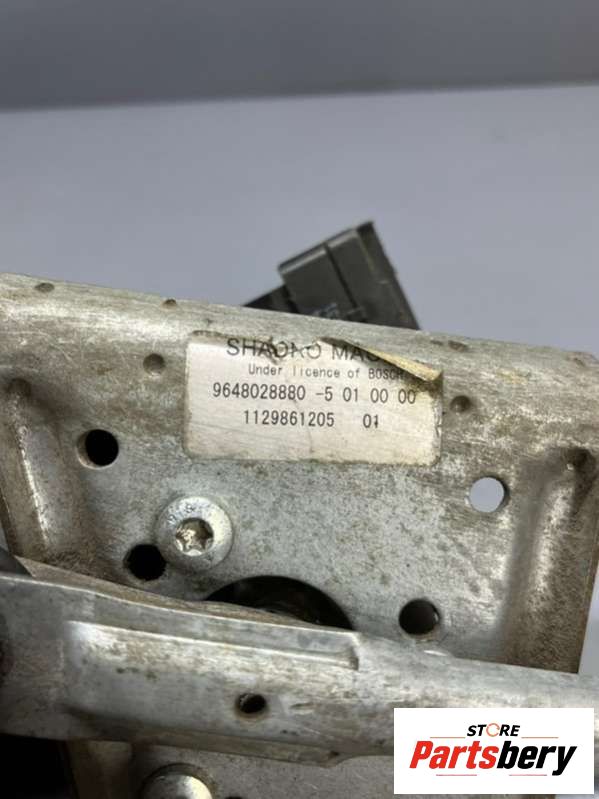 Under licence of BOSCH
9648028880 -5 01 00 00
1129861205 01
STORE
Partsbery